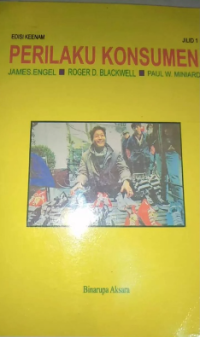 EDISI KEENAM JILID 1
PERILAKU KONSUMEN
JAMES.ENGEL ■ ROGER D. BLACKWELL ■ PAUL W. MINIARD
Binarupa Aksara